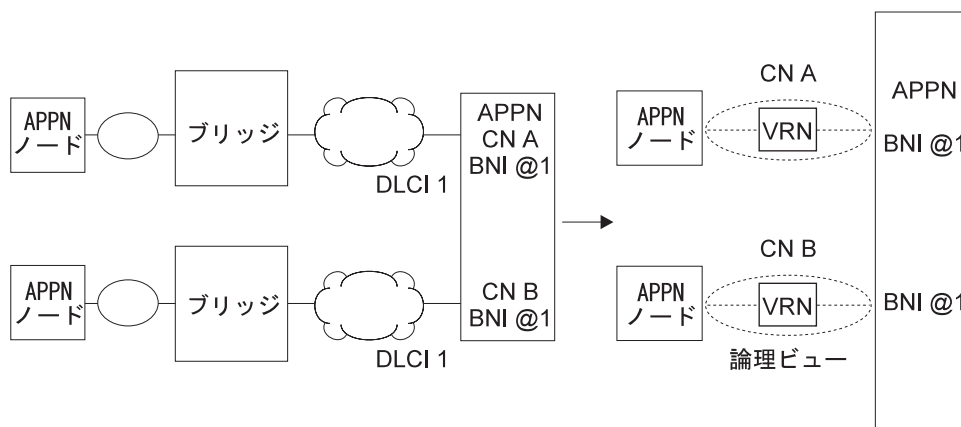 APPN
ノード
ブリッジ
DLCI 1
APPN
CN A
BNI @1
APPN
ノード
ブリッジ
DLCI 1
CN B
BNI @1
CN A
APPN
ノード
VRN
APPN
BNI @1
CN B
APPN
ノード
VRN
BNI @1
論理ビュー